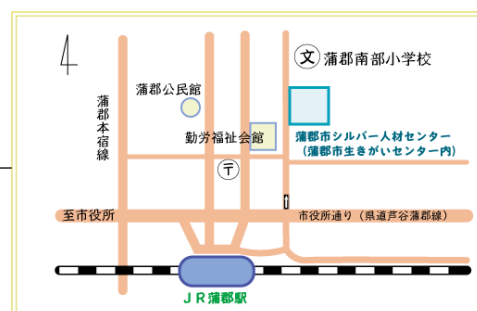 文 蒲郡南部小学校
蒲郡公民館
蒲郡本宿線
勤労福祉会館
蒲郡市シルバー人材センター
（蒲郡市生きがいセンター内）
〒
至市役所
市役所通り（県道芦谷蒲郡線）
ＪＲ蒲郡駅